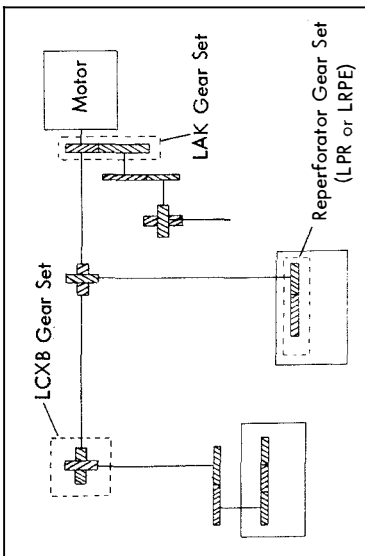 Motor
LAK Gear Set
Reperforator Gear Set
(LPR or LRPE)
LCXB Gear Set